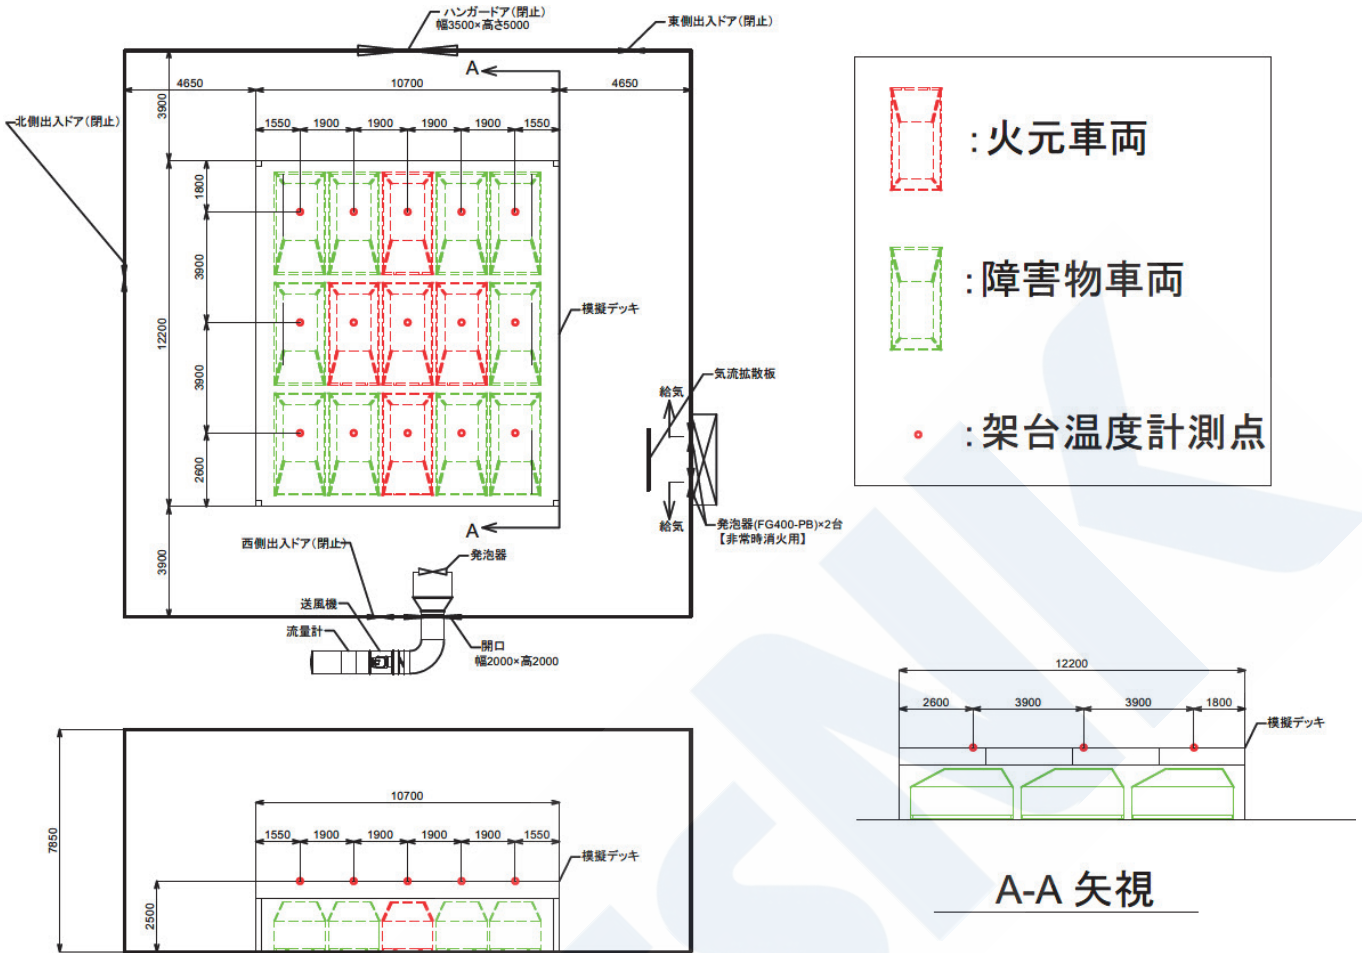 ハンガードア(閉止)
幅3500×高さ5000
東側出入ドア(閉止)
A
4650
10700
4650
3900
北側出入ドア(閉止)
1550
1900
1900
1900
1900
1550
1800
3900
12200
3900
2600
3900
模擬デッキ
気流拡散板
給気
給気
発泡器(FG400-PB)×2台
【非常時消火用】
A
西側出入ドア(閉止)
発泡器
送風機
流量計
開口
幅2000×高2000
:火元車両
:障害物車両
:架台温度計測点
10700
1550
1900
1900
1900
1900
1550
模擬デッキ
7850
2500
12200
2600
3900
3900
1800
模擬デッキ
A-A 矢視
SNK